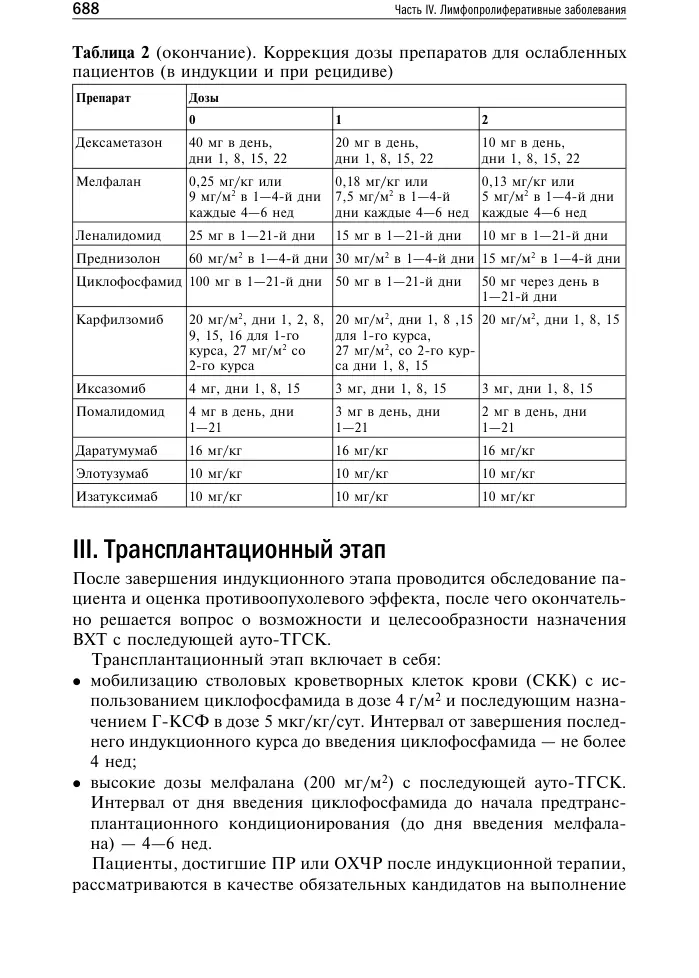 688
Часть IV. Лимфопролиферативные заболевания
Таблица 2 (окончание). Коррекция дозы препаратов для ослабленных
пациентов (в индукции и при рецидиве)
Препарат
Дозы
0
1
2
Дексаметазон
40 мг в день,
дни 1, 8, 15, 22
20 мг в день,
дни 1, 8, 15, 22
10 мг в день,
дни 1, 8, 15, 22
Мелфалан
0,25 мг/кг или
9 мг/м² в 1—4-й дни
каждые 4—6 нед
0,18 мг/кг или
7,5 мг/м² в 1—4-й
дни каждые 4—6 нед
0,13 мг/кг или
5 мг/м² в 1—4-й дни
каждые 4—6 нед
Леналидомид
25 мг в 1—21-й дни
15 мг в 1—21-й дни
10 мг в 1—21-й дни
Преднизолон
60 мг/м² в 1—4-й дни
30 мг/м² в 1—4-й дни
15 мг/м² в 1—4-й дни
Циклофосфамид
100 мг в 1—21-й дни
50 мг в 1—21-й дни
50 мг через день в
1—21-й дни
Карфилзомиб
20 мг/м², дни 1, 2, 8,
9, 15, 16 для 1-го
курса, 27 мг/м² со
2-го курса
20 мг/м², дни 1, 8 ,15
для 1-го курса,
27 мг/м², со 2-го кур-
са дни 1, 8, 15
20 мг/м², дни 1, 8, 15
Иксазомиб
4 мг, дни 1, 8, 15
3 мг, дни 1, 8, 15
3 мг, дни 1, 8, 15
Помалидомид
4 мг в день, дни
1—21
3 мг в день, дни
1—21
2 мг в день, дни
1—21
Даратумумаб
16 мг/кг
16 мг/кг
16 мг/кг
Элотузумаб
10 мг/кг
10 мг/кг
10 мг/кг
Изатуксимаб
10 мг/кг
10 мг/кг
10 мг/кг
III. Трансплантационный этап
После завершения индукционного этапа проводится обследование па-
циента и оценка противоопухолевого эффекта, после чего окончатель-
но решается вопрос о возможности и целесообразности назначения
ВХТ с последующей ауто-ТГСК.
Трансплантационный этап включает в себя:
● мобилизацию стволовых кроветворных клеток крови (СКК) с ис-
пользованием циклофосфамида в дозе 4 г/м² и последующим назна-
чением Г-КСФ в дозе 5 мкг/кг/сут. Интервал от завершения послед-
него индукционного курса до введения циклофосфамида — не более
4 нед;
● высокие дозы мелфалана (200 мг/м²) с последующей ауто-ТГСК.
Интервал от дня введения циклофосфамида до начала предтранс-
плантационного кондиционирования (до дня введения мелфала-
на) — 4—6 нед.
Пациенты, достигшие ПР или ОХЧР после индукционной терапии,
рассматриваются в качестве обязательных кандидатов на выполнение